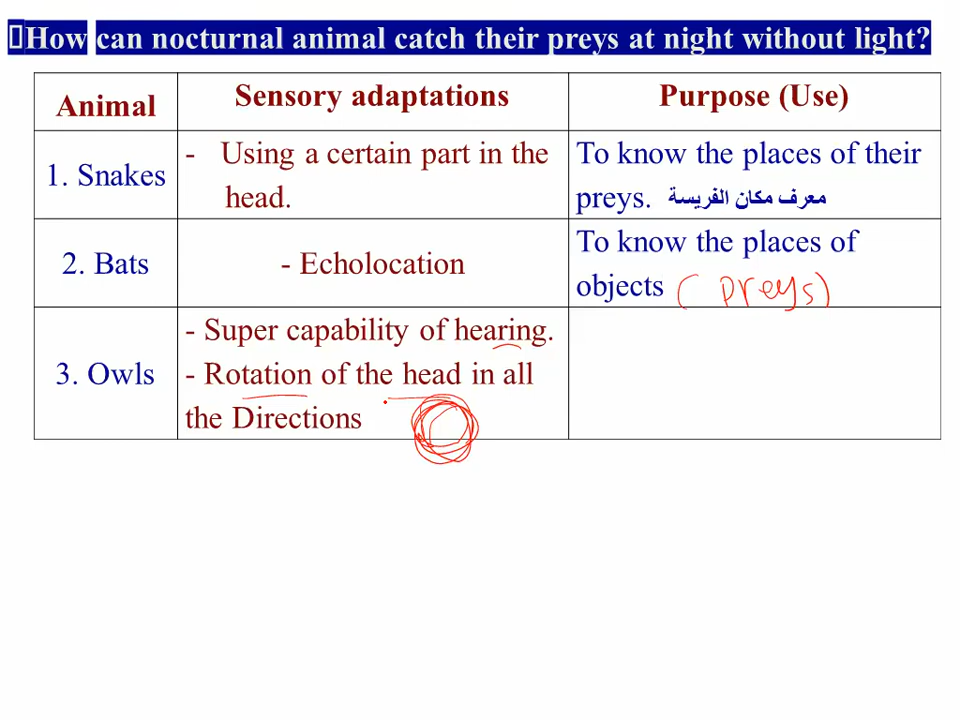 How can nocturnal animal catch their preys at night without light?
Animal
Sensory adaptations
Purpose (Use)
1. Snakes
- Using a certain part in the
head.
To know the places of their
preys. معرف مكان الفريسة
2. Bats
- Echolocation
To know the places of
objects ( preys)
3. Owls
- Super capability of hearing.
- Rotation of the head in all
the Directions